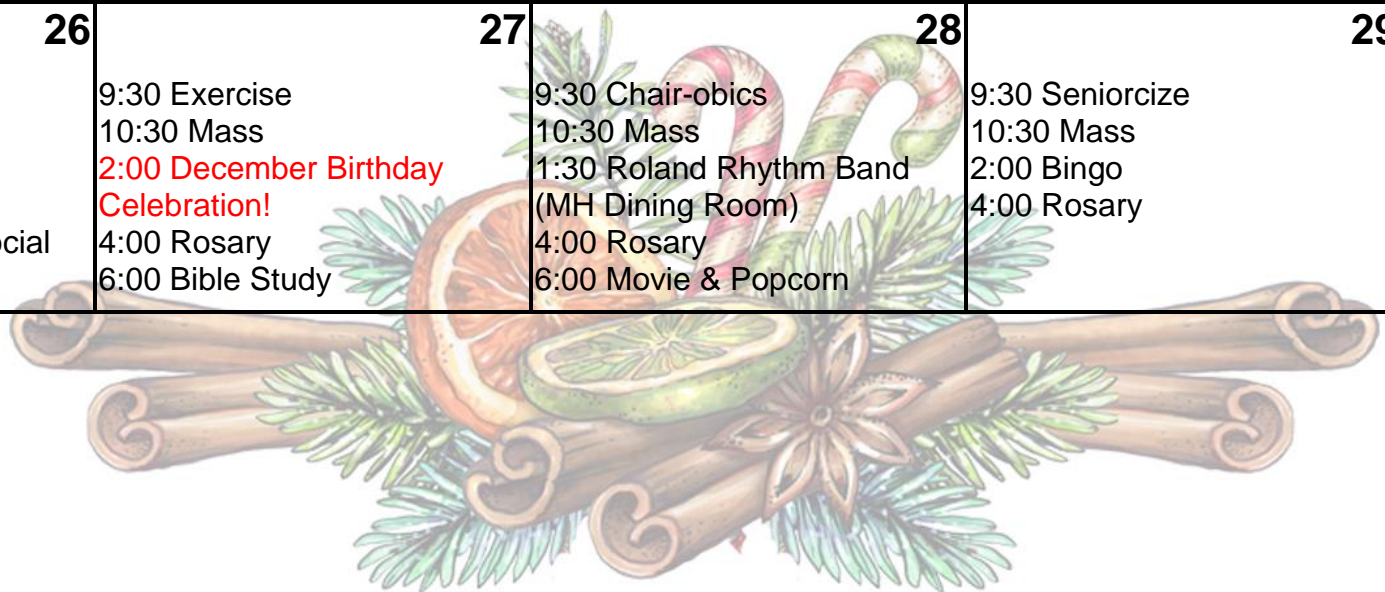 26
27
28
29
9:30 Exercise
10:30 Mass
2:00 December Birthday
Celebration!
4:00 Rosary
6:00 Bible Study
9:30 Chair-obics
10:30 Mass
1:30 Roland Rhythm Band
(MH Dining Room)
4:00 Rosary
6:00 Movie & Popcorn
9:30 Seniorcize
10:30 Mass
2:00 Bingo
4:00 Rosary